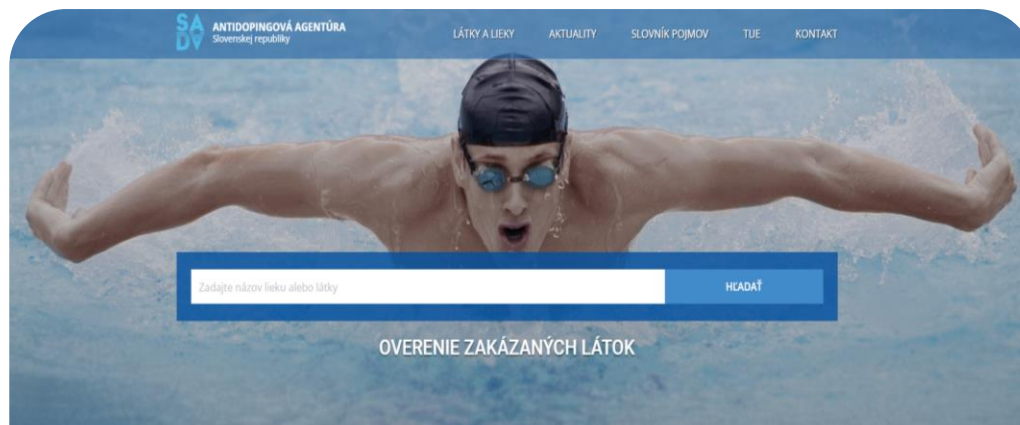 SA
DV
ANTIDOPINGOVÁ AGENTÚRA
Slovenskej republiky
LÁTKY A LIEKY
AKTUALITY
SLOVNÍK POJMOV
TUE
KONTAKT
Zadajte názov lieku alebo látky
HĽADAŤ
OVERENIE ZAKÁZANÝCH LÁTOK